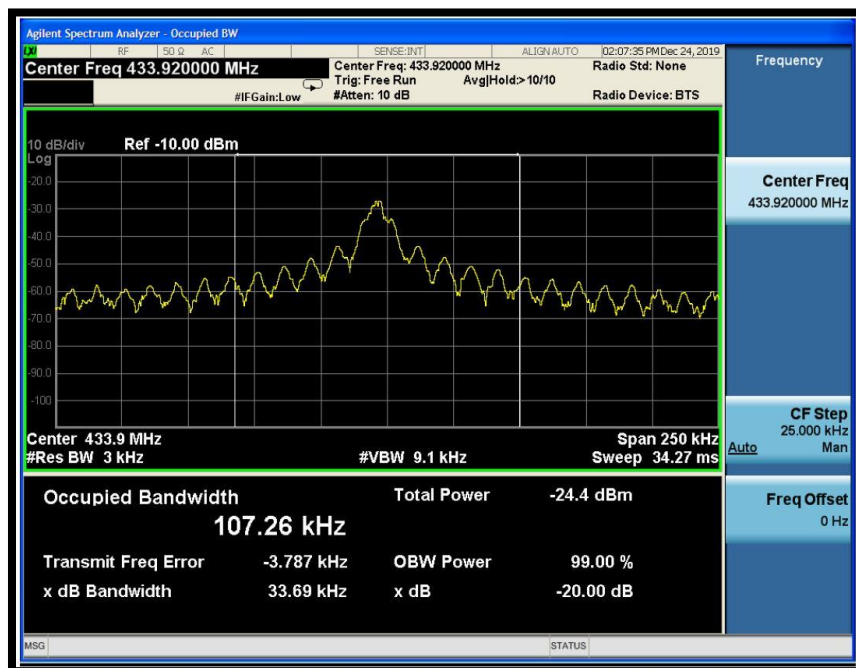 Agilent Spectrum Analyzer - Occupied BW
LXI RF 50 Ω AC SENSE:INT ALIGN AUTO 02:07:35 PM Dec 24, 2019
Center Freq 433.920000 MHz
Center Freq: 433.920000 MHz
Radio Std: None
Trig: Free Run Avg|Hold:> 10/10
#IFGain:Low
#Atten: 10 dB
Radio Device: BTS
10 dB/div Ref -10.00 dBm
Log
-20.0
-30.0
-40.0
-50.0
-60.0
-70.0
-80.0
-90.0
-100
Center 433.9 MHz Span 250 kHz
#Res BW 3 kHz #VBW 9.1 kHz Sweep 34.27 ms
Occupied Bandwidth Total Power -24.4 dBm
107.26 kHz
Transmit Freq Error -3.787 kHz OBW Power 99.00 %
x dB Bandwidth 33.69 kHz x dB -20.00 dB
MSG STATUS
Frequency
Center Freq
433.920000 MHz
CF Step
25.000 kHz
Auto Man
Freq Offset
0 Hz